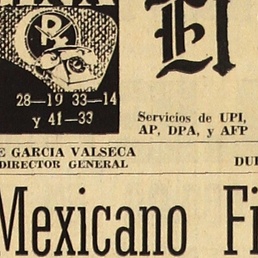 El
28—19 33—14
y 41—33
Servicios de UPI,
AP, DPA, y AFP
GARCIA VALSECA
DIRECTOR GENERAL
Mexicano